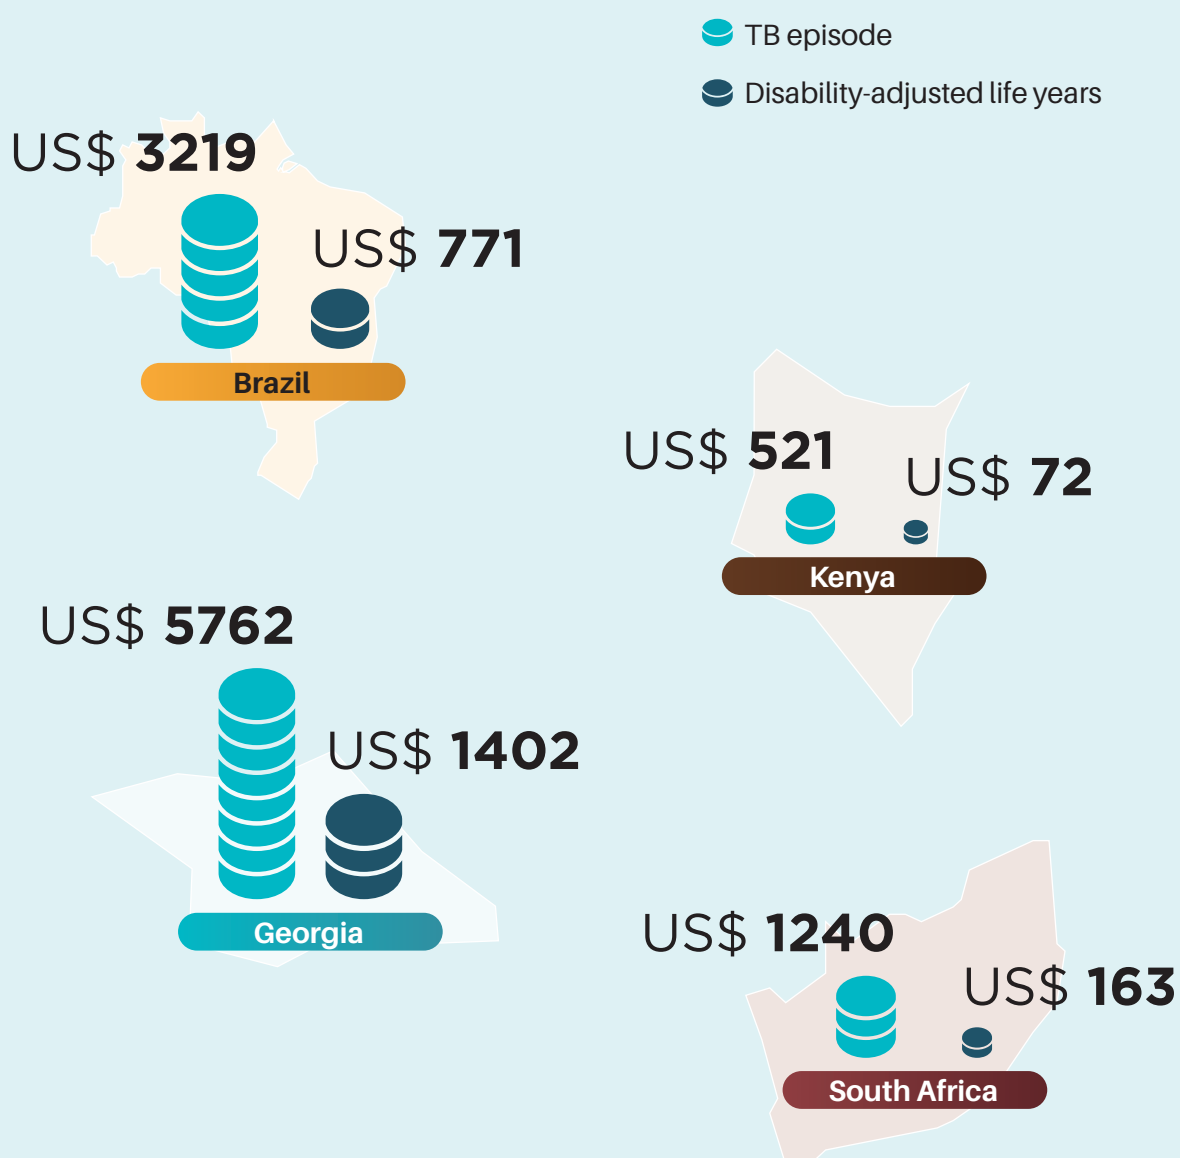 TB episode
Disability-adjusted life years
US$ 3219
US$ 771
Brazil
US$ 521
US$ 72
Kenya
US$ 5762
US$ 1402
Georgia
US$ 1240
US$ 163
South Africa